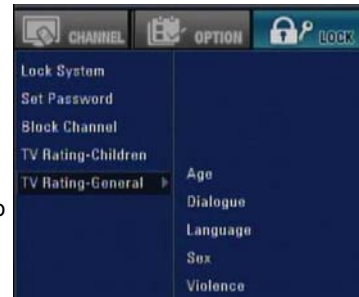 CHANNEL
OPTION
LOCK
Lock System
Set Password
Block Channel
TV Rating-Children
TV Rating-General
Age
Dialogue
Language
Sex
Violence